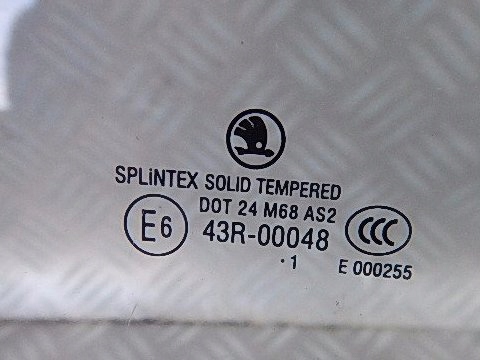 SPLiNTEX SOLID TEMPERED
DOT 24 M68 AS2
E6 43R-00048 CCC
·1 E 000255